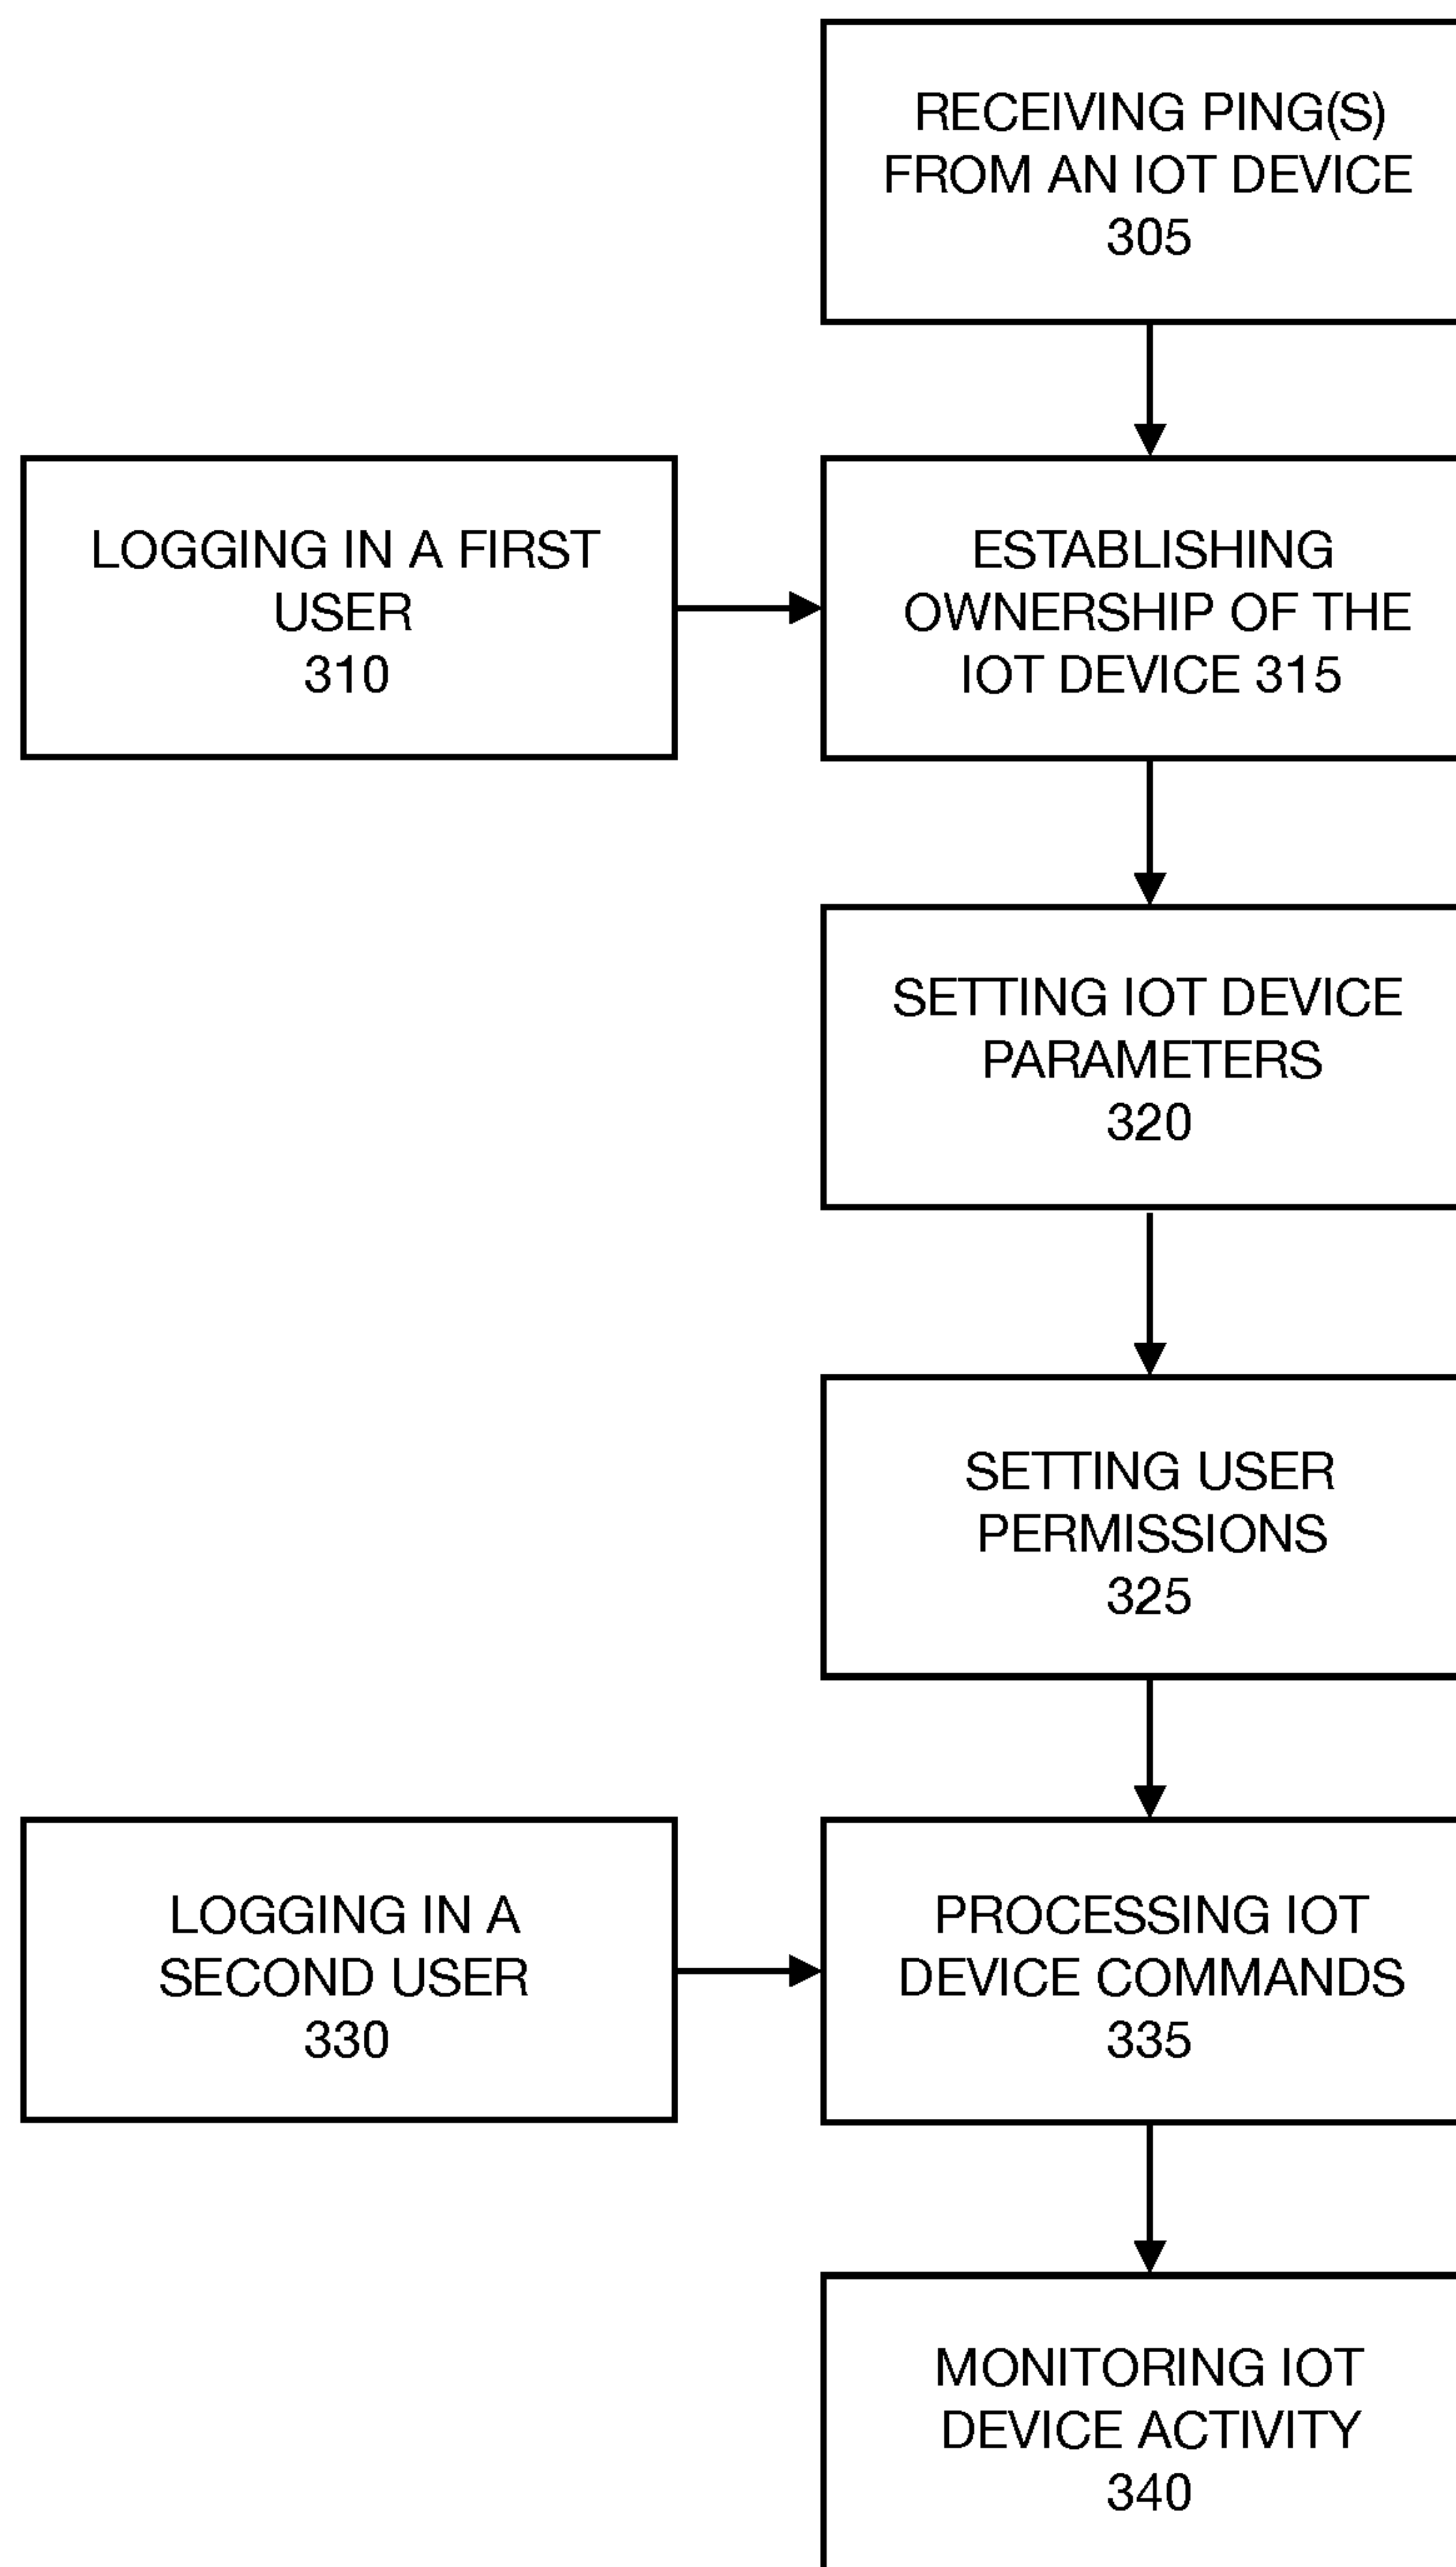 RECEIVING PING(S)
FROM AN IOT DEVICE
305
LOGGING IN A FIRST
USER
310
ESTABLISHING
OWNERSHIP OF THE
IOT DEVICE 315
SETTING IOT DEVICE
PARAMETERS
320
SETTING USER
PERMISSIONS
325
LOGGING IN A
SECOND USER
330
PROCESSING IOT
DEVICE COMMANDS
335
MONITORING IOT
DEVICE ACTIVITY
340